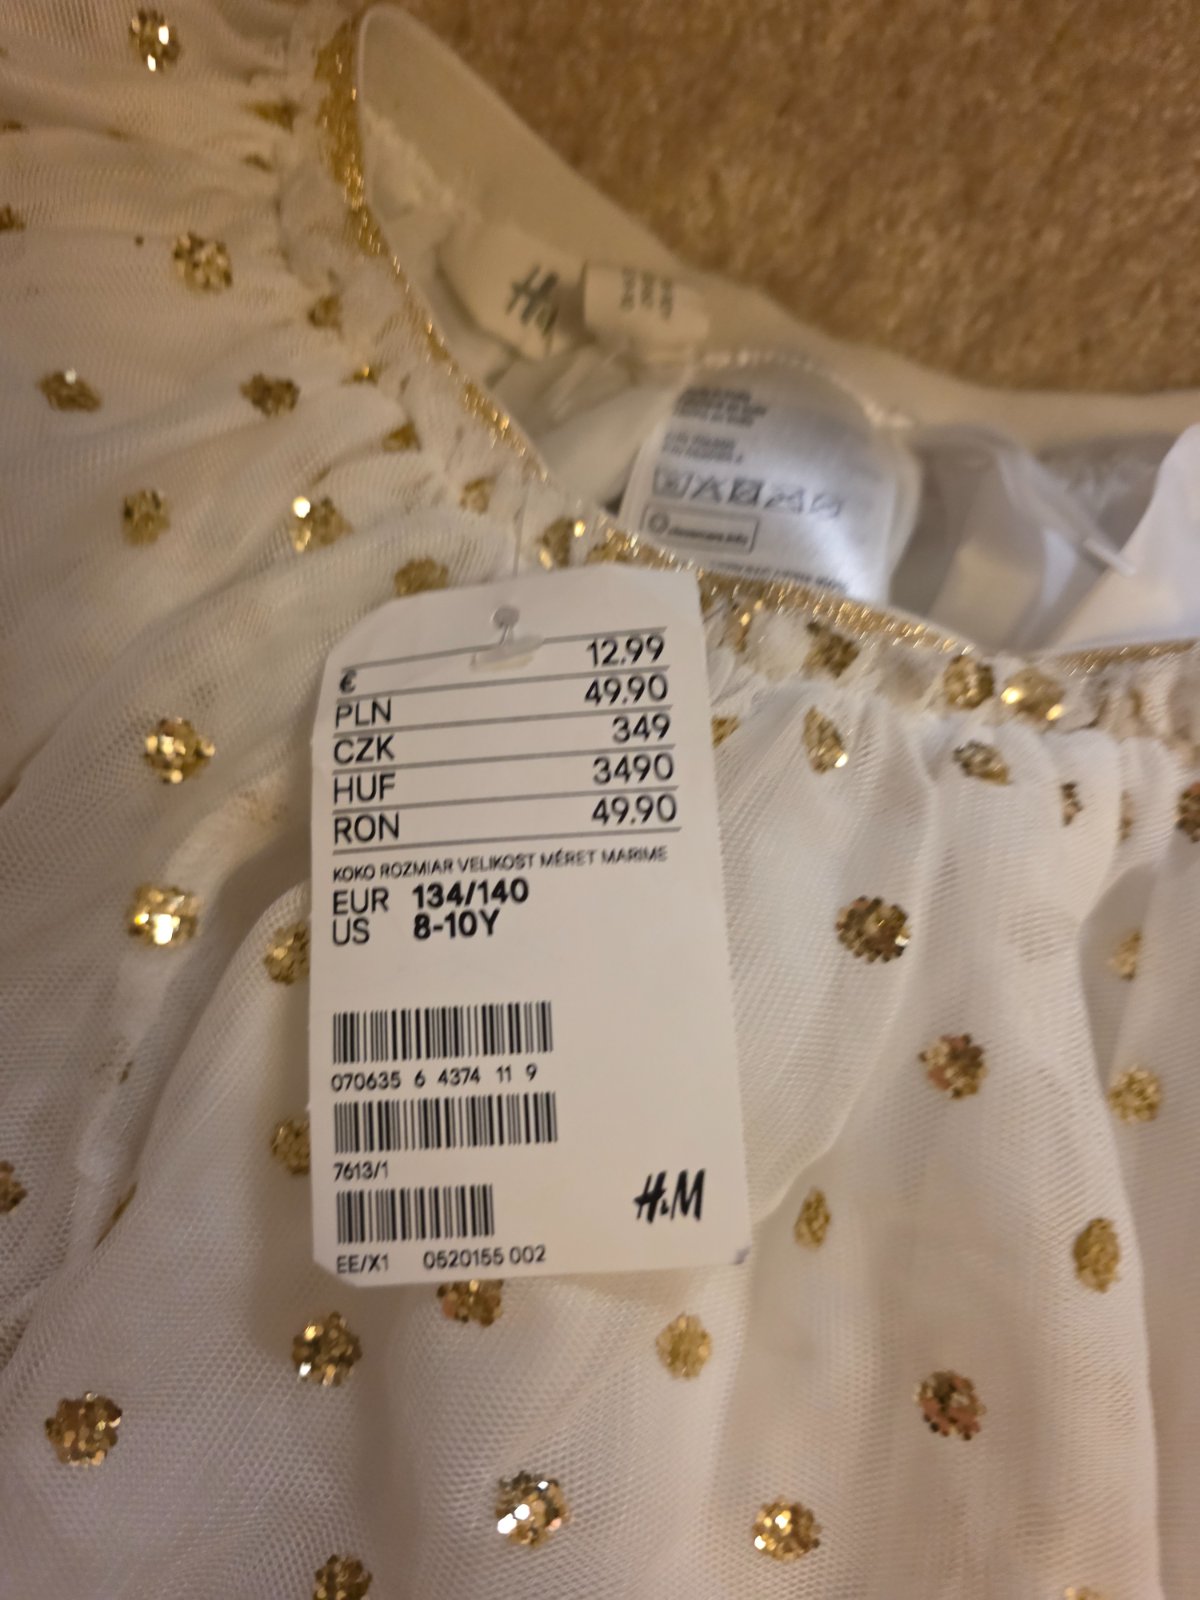 € 12.99
PLN 49.90
CZK 349
HUF 3490
RON 49.90
KOKO ROZMIAR VELIKOST MÉRET MARIME
EUR 134/140
US 8-10Y
070635 6 4374 11 9
7613/1
H&M
EE/X1 0520155 002